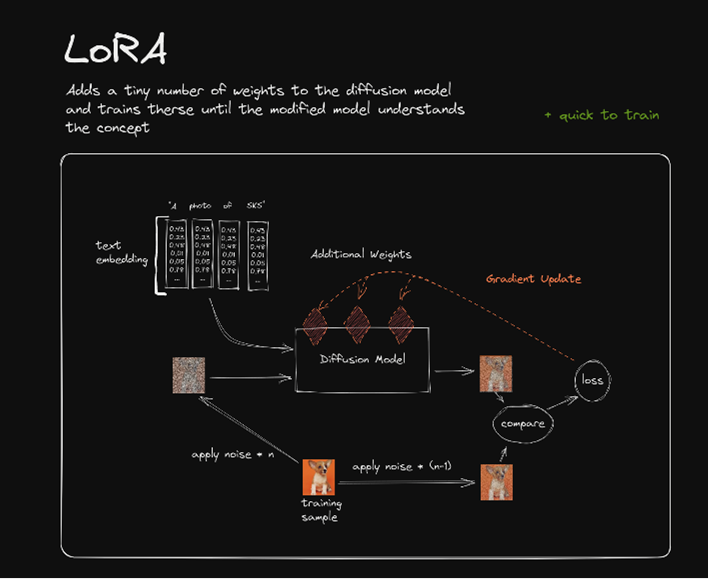 LoRA
Adds a tiny number of weights to the diffusion model
and trains therse until the modified model understands
the concept
+ quick to train
"A photo of SKS"
text
embedding
0.43 0.43 0.43 0.43
0.23 0.23 0.23 0.23
0.48 0.48 0.48 0.48
0.01 0.01 0.01 0.01
0.05 0.05 0.05 0.05
0.78 0.78 0.78 0.78
... ... ... ...
Additional Weights
Gradient Update
Diffusion Model
loss
compare
apply noise * n
apply noise * (n-1)
training
sample